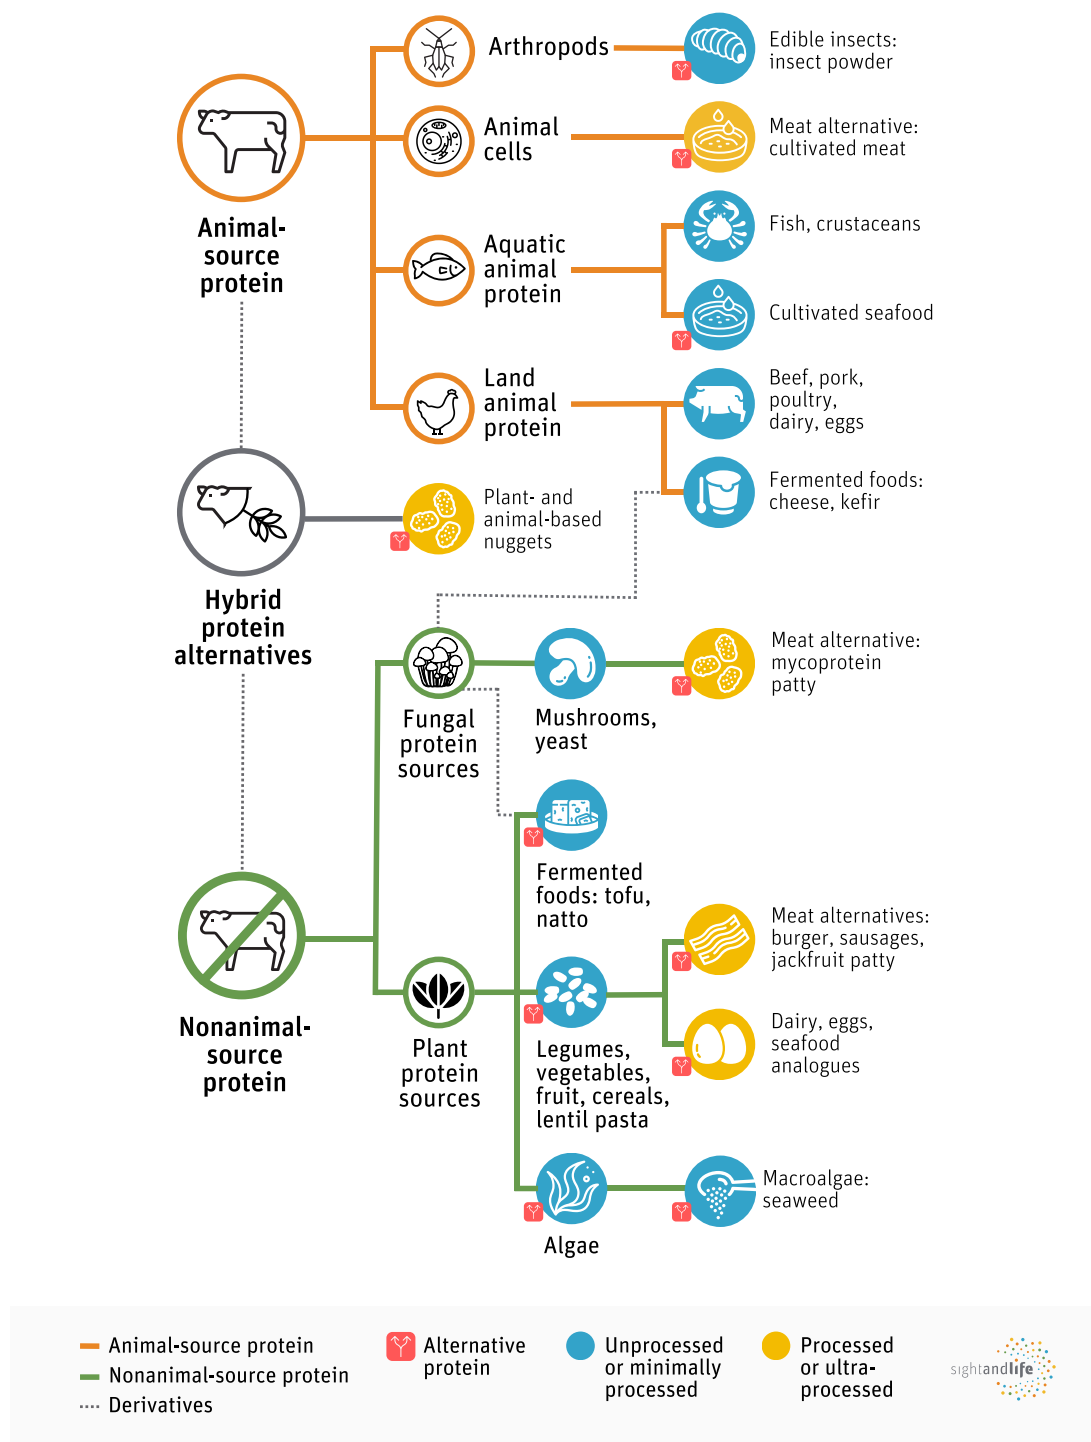 Arthropods
Edible insects:
insect powder
Animal
cells
Meat alternative:
cultivated meat
Animal-
source
protein
Aquatic
animal
protein
Fish, crustaceans
Cultivated seafood
Land
animal
protein
Beef, pork,
poultry,
dairy, eggs
Fermented foods:
cheese, kefir
Plant- and
animal-based
nuggets
Hybrid
protein
alternatives
Fungal
protein
sources
Mushrooms,
yeast
Meat alternative:
mycoprotein
patty
Fermented
foods: tofu,
natto
Nonanimal-
source
protein
Plant
protein
sources
Legumes,
vegetables,
fruit, cereals,
lentil pasta
Meat alternatives:
burger, sausages,
jackfruit patty
Dairy, eggs,
seafood
analogues
Algae
Macroalgae:
seaweed
Animal-source protein
Nonanimal-source protein
Derivatives
Alternative
protein
Unprocessed
or minimally
processed
Processed
or ultra-
processed
sightandlife